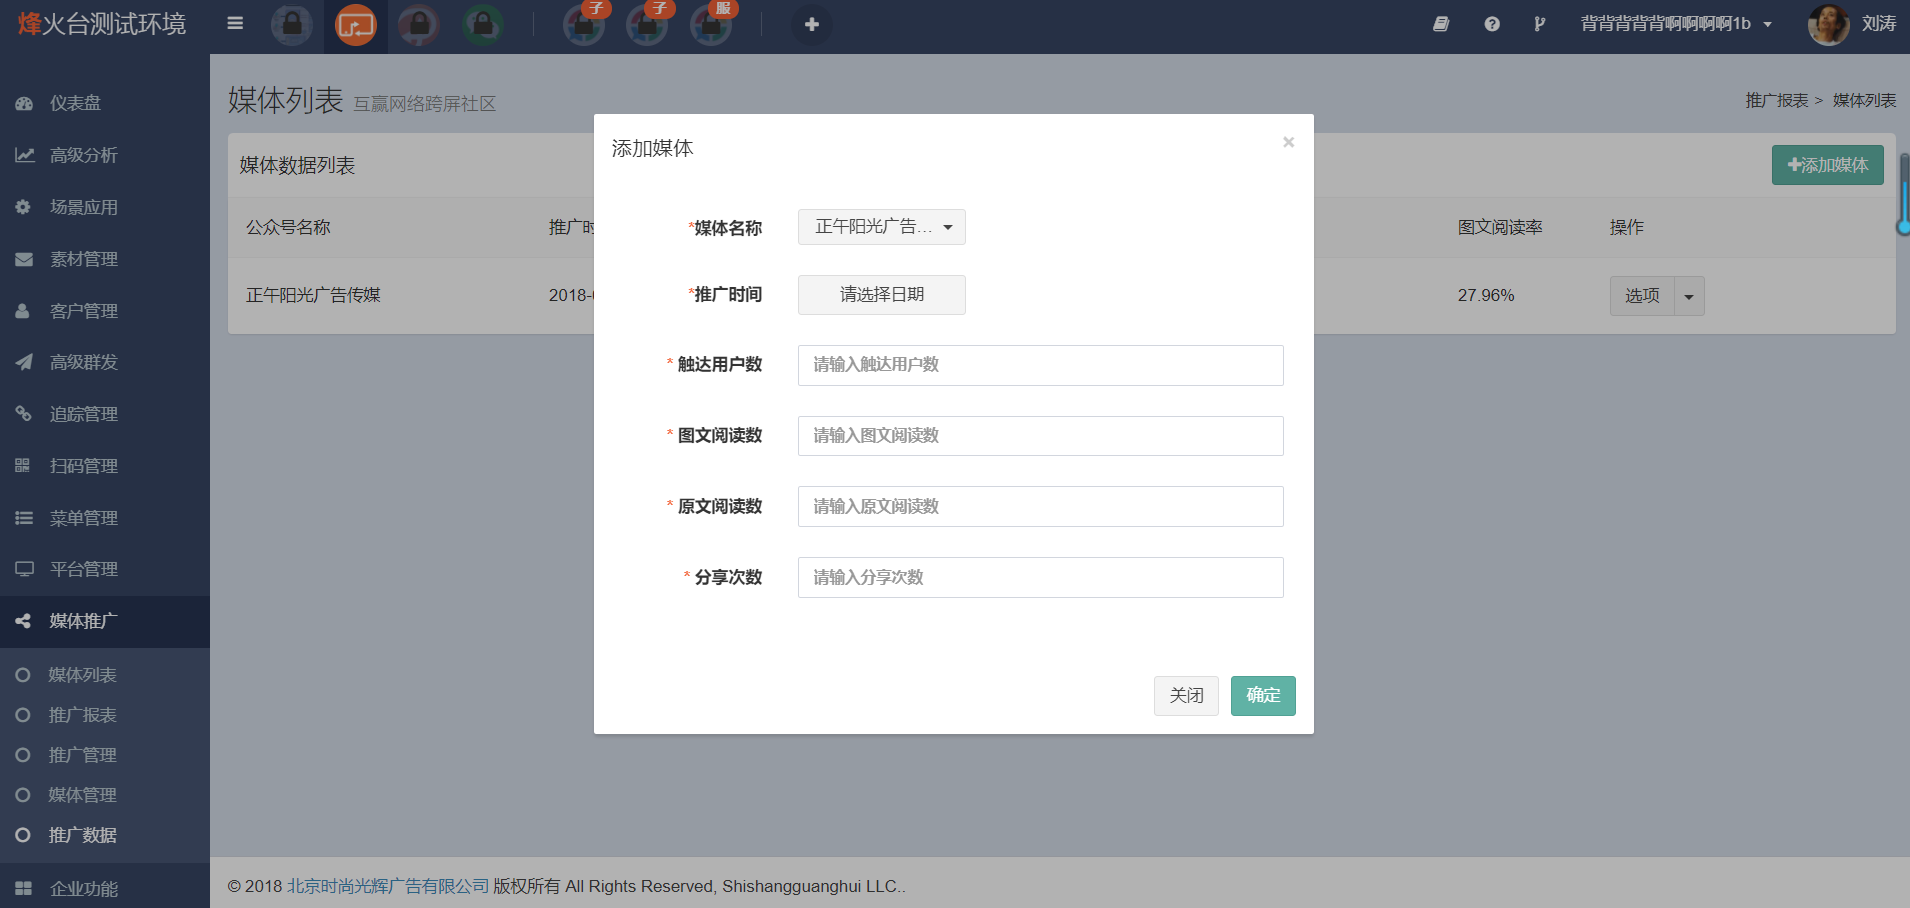 烽火台测试环境
子
子
服
背背背背背啊啊啊啊1b
刘涛
仪表盘
高级分析
场景应用
素材管理
客户管理
高级群发
追踪管理
扫码管理
菜单管理
平台管理
媒体推广
媒体列表
推广报表
推广管理
媒体管理
推广数据
企业功能
媒体列表 互赢网络跨屏社区
推广报表 > 媒体列表
媒体数据列表
添加媒体
公众号名称
推广时
图文阅读率
操作
正午阳光广告传媒
2018-
27.96%
选项
添加媒体
×
*媒体名称
正午阳光广告...
*推广时间
请选择日期
* 触达用户数
请输入触达用户数
* 图文阅读数
请输入图文阅读数
* 原文阅读数
请输入原文阅读数
* 分享次数
请输入分享次数
关闭
确定
© 2018 北京时尚光辉广告有限公司 版权所有 All Rights Reserved, Shishangguanghui LLC..